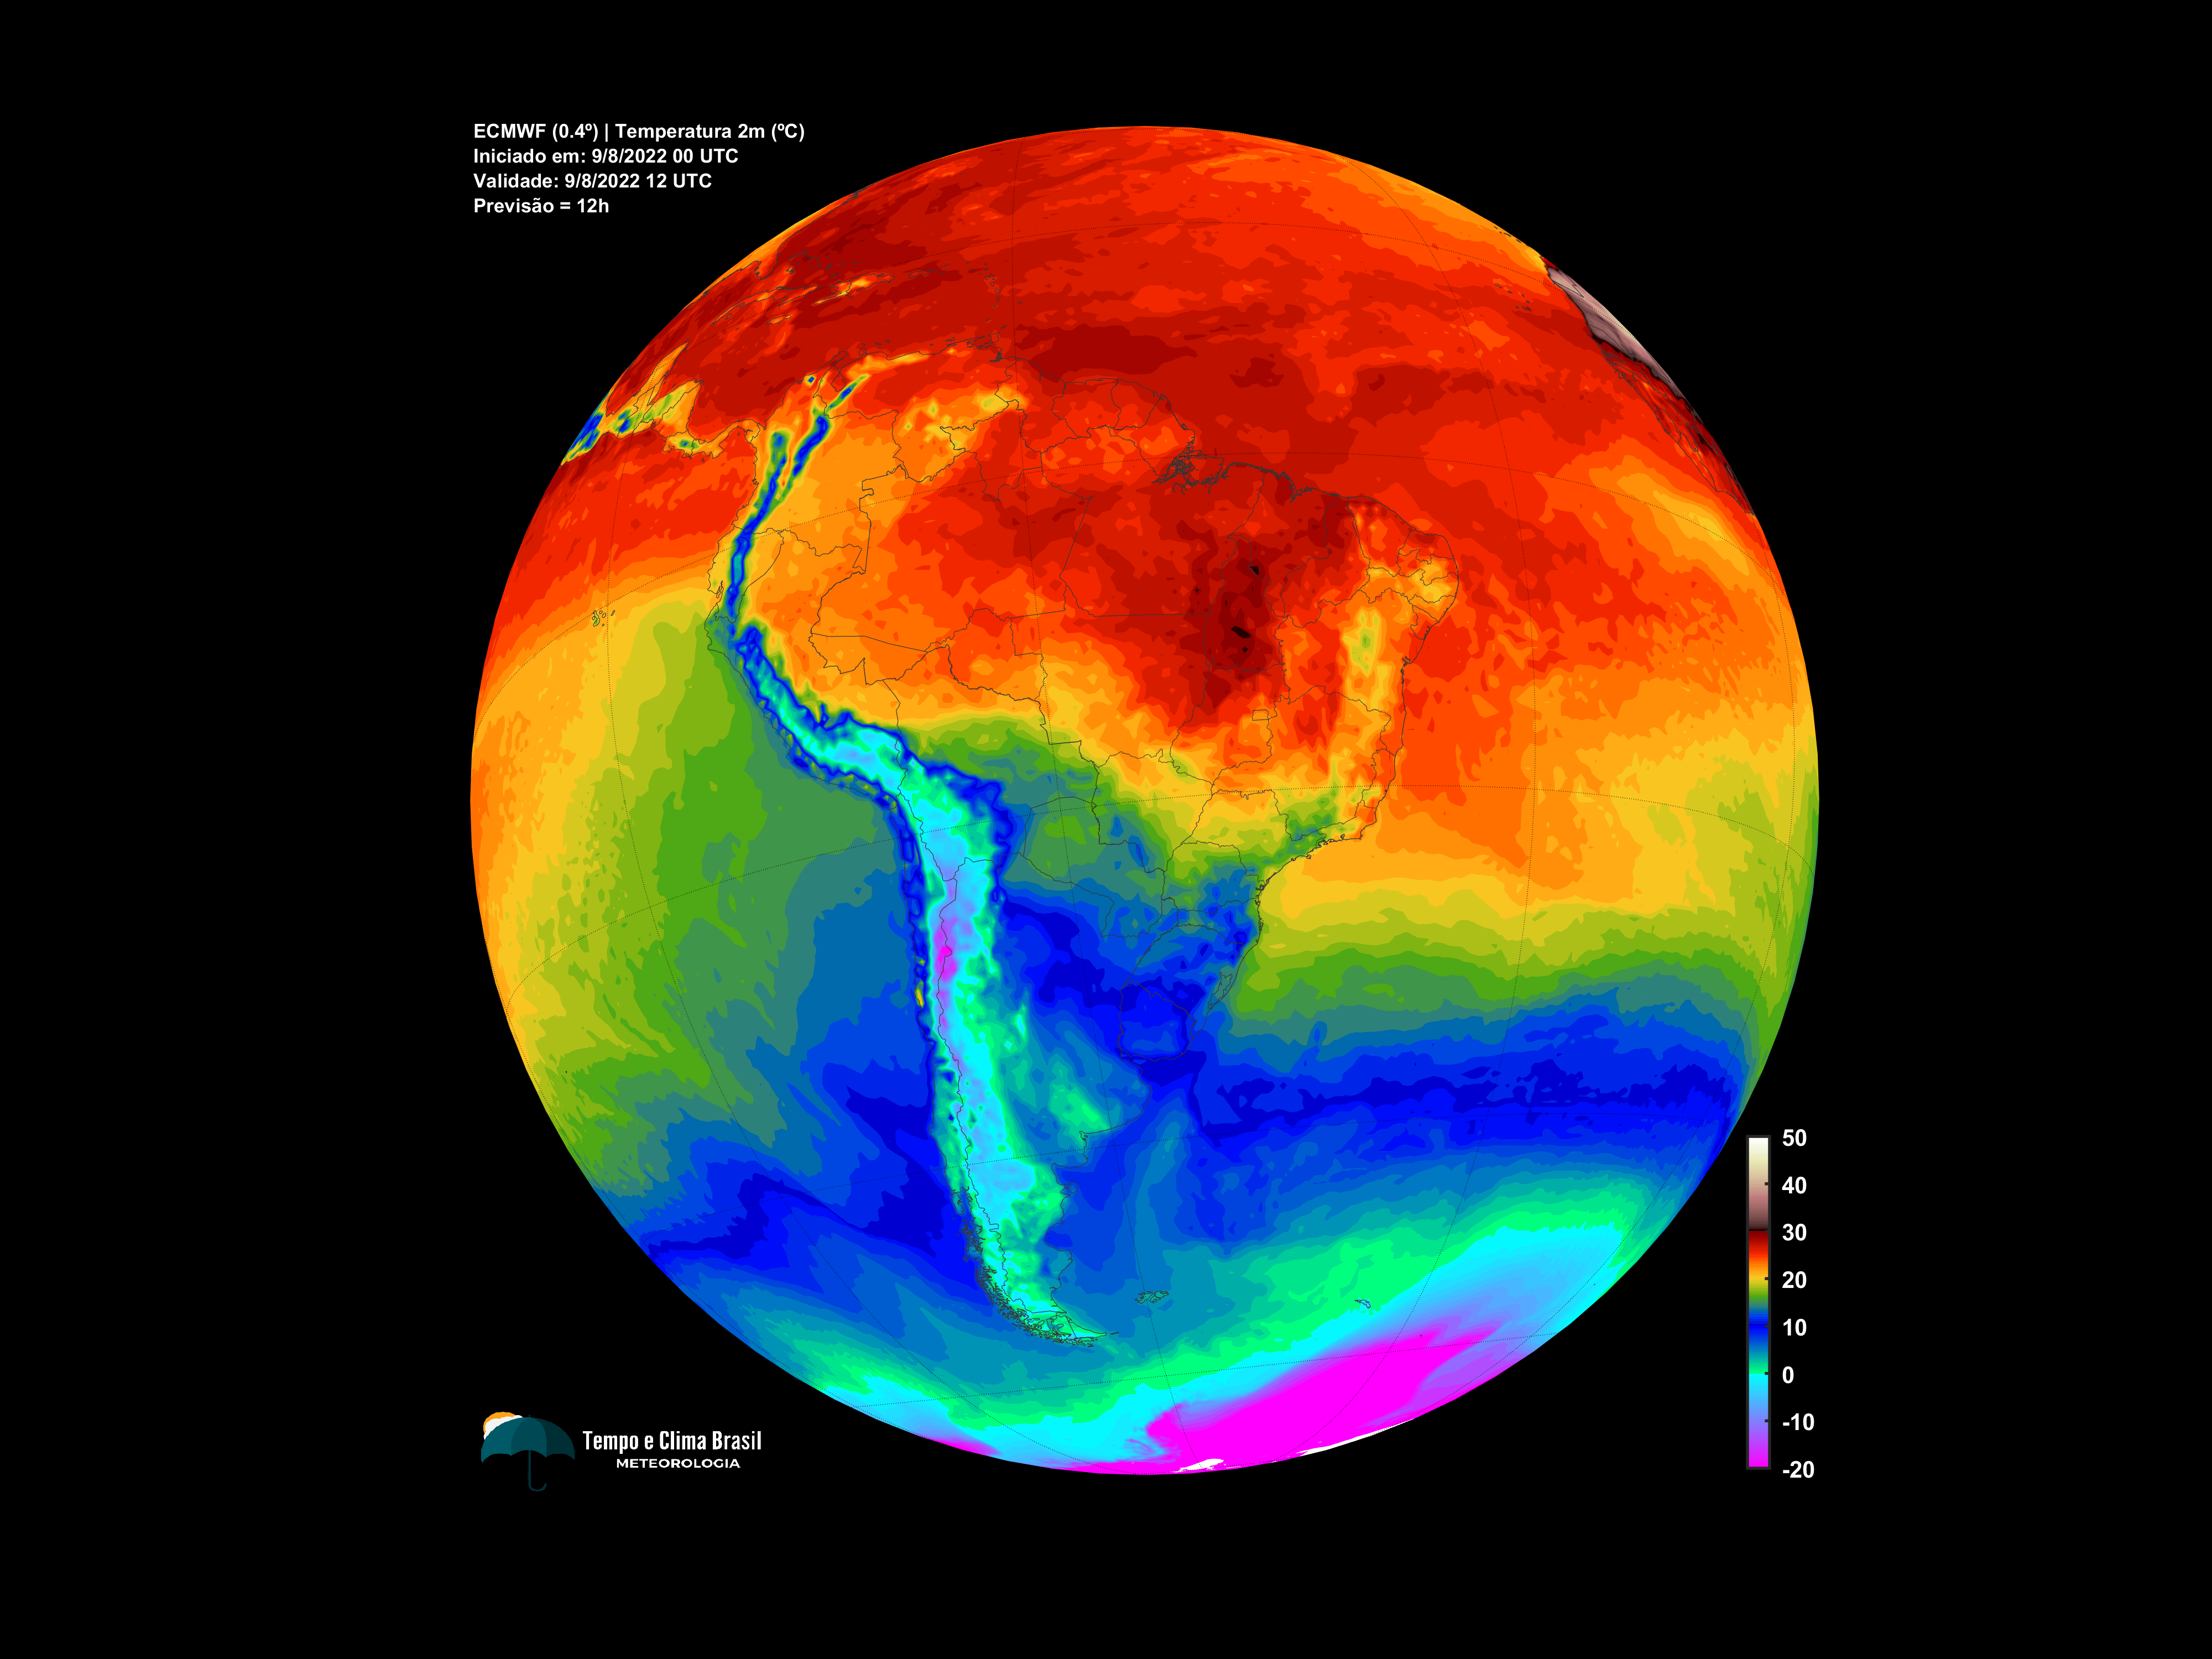 ECMWF (0.4º) | Temperatura 2m (ºC)
Iniciado em: 9/8/2022 00 UTC
Validade: 9/8/2022 12 UTC
Previsão = 12h
50
40
30
20
10
0
-10
-20
Tempo e Clima Brasil
METEOROLOGIA